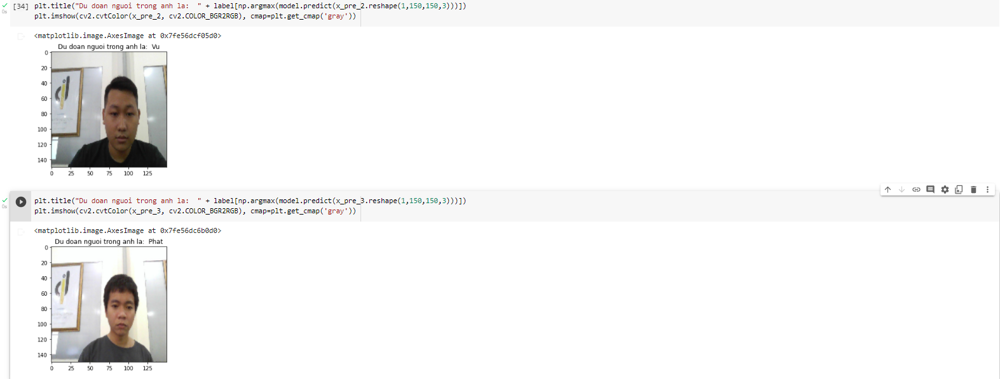 [34] plt.title("Du doan nguoi trong anh la:  " + label[np.argmax(model.predict(x_pre_2.reshape(1,150,150,3)))])
0s
plt.imshow(cv2.cvtColor(x_pre_2, cv2.COLOR_BGR2RGB), cmap=plt.get_cmap('gray'))
<matplotlib.image.AxesImage at 0x7fe56dcf05d0>
Du doan nguoi trong anh la:  Vu
0
20
40
60
80
100
120
140
0 25 50 75 100 125
plt.title("Du doan nguoi trong anh la:  " + label[np.argmax(model.predict(x_pre_3.reshape(1,150,150,3)))])
0s
plt.imshow(cv2.cvtColor(x_pre_3, cv2.COLOR_BGR2RGB), cmap=plt.get_cmap('gray'))
<matplotlib.image.AxesImage at 0x7fe56dc6b0d0>
Du doan nguoi trong anh la:  Phat
0
20
40
60
80
100
120
140
0 25 50 75 100 125